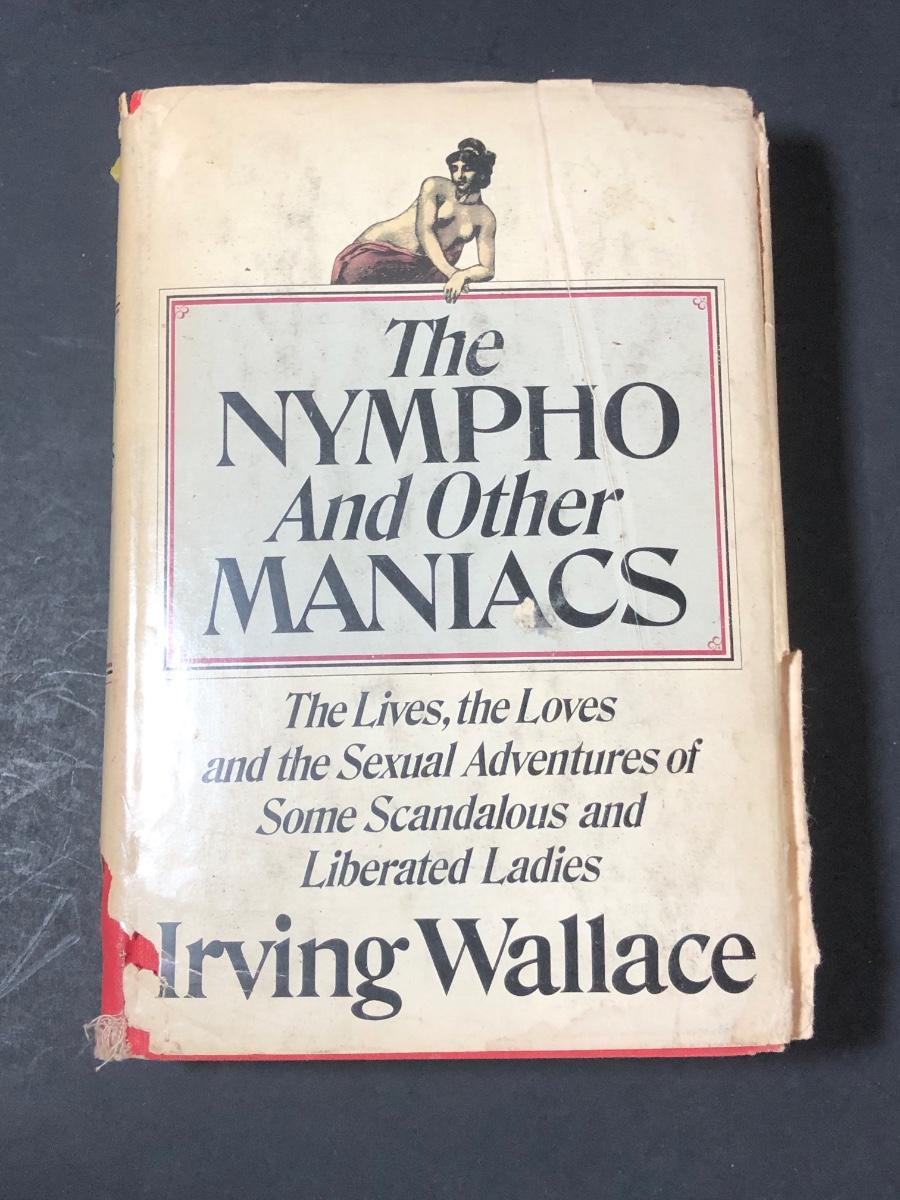 The
NYMPHO
And Other
MANIACS
The Lives, the Loves
and the Sexual Adventures of
Some Scandalous and
Liberated Ladies
Irving Wallace